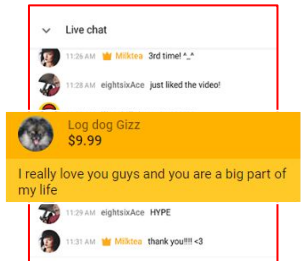 Live chat
11:26 AM Milktea 3rd time! ^_^
11:28 AM eightsixAce just liked the video!
Log dog Gizz
$9.99
I really love you guys and you are a big part of
my life
11:29 AM eightsixAce HYPE
11:31 AM Milktea thank you!!!! <3